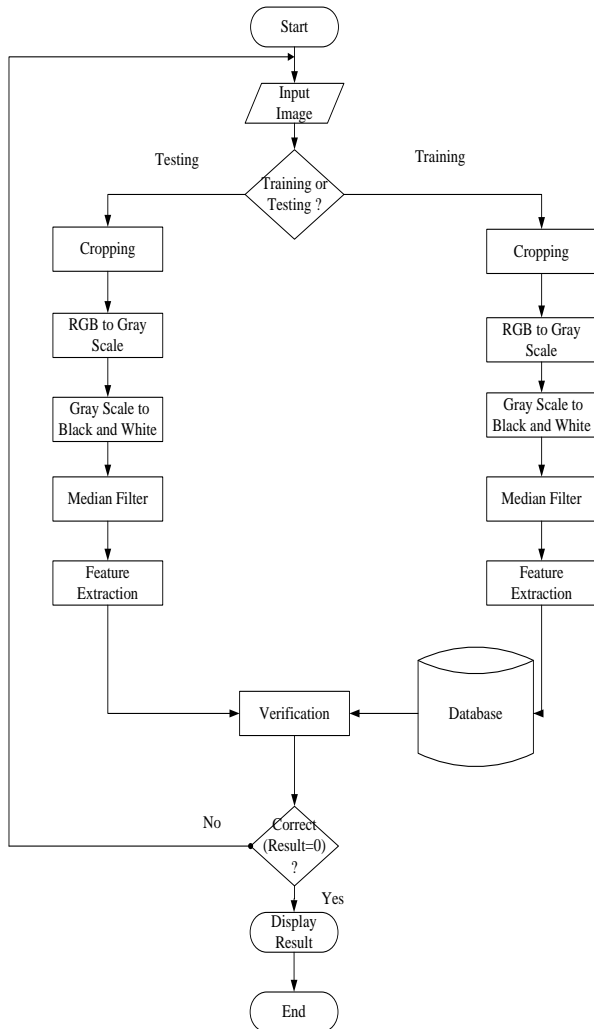 Start
Input
Image
Testing
Training
Training or
Testing ?
Cropping
RGB to Gray
Scale
Gray Scale to
Black and White
Median Filter
Feature
Extraction
Cropping
RGB to Gray
Scale
Gray Scale to
Black and White
Median Filter
Feature
Extraction
Verification
Database
No
Correct
(Result=0)
?
Yes
Display
Result
End